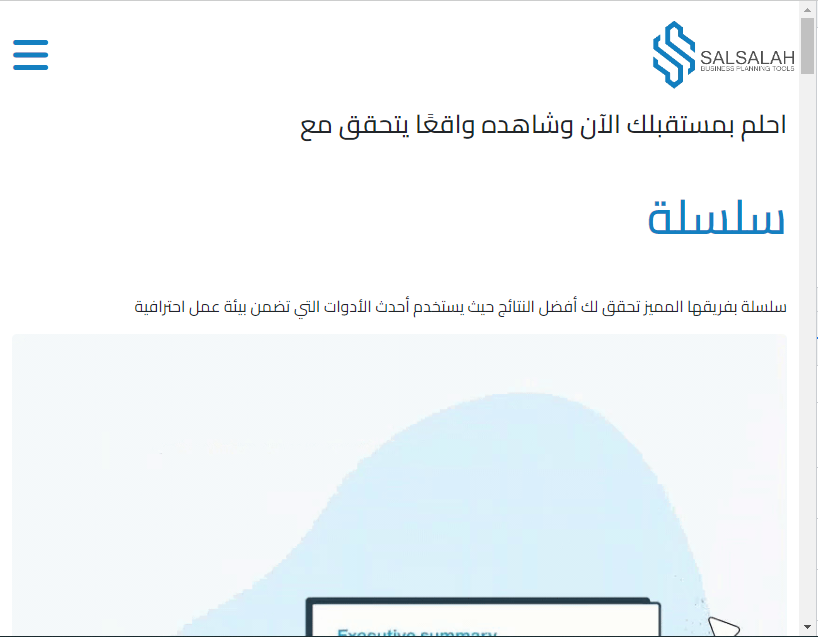 SALSALAH
BUSINESS PLANNING TOOLS
احلم بمستقبلك الآن وشاهده واقعًا يتحقق مع
سلسلة
سلسلة بفريقها المميز تحقق لك أفضل النتائج حيث يستخدم أحدث الأدوات التي تضمن بيئة عمل احترافية
Executive summary